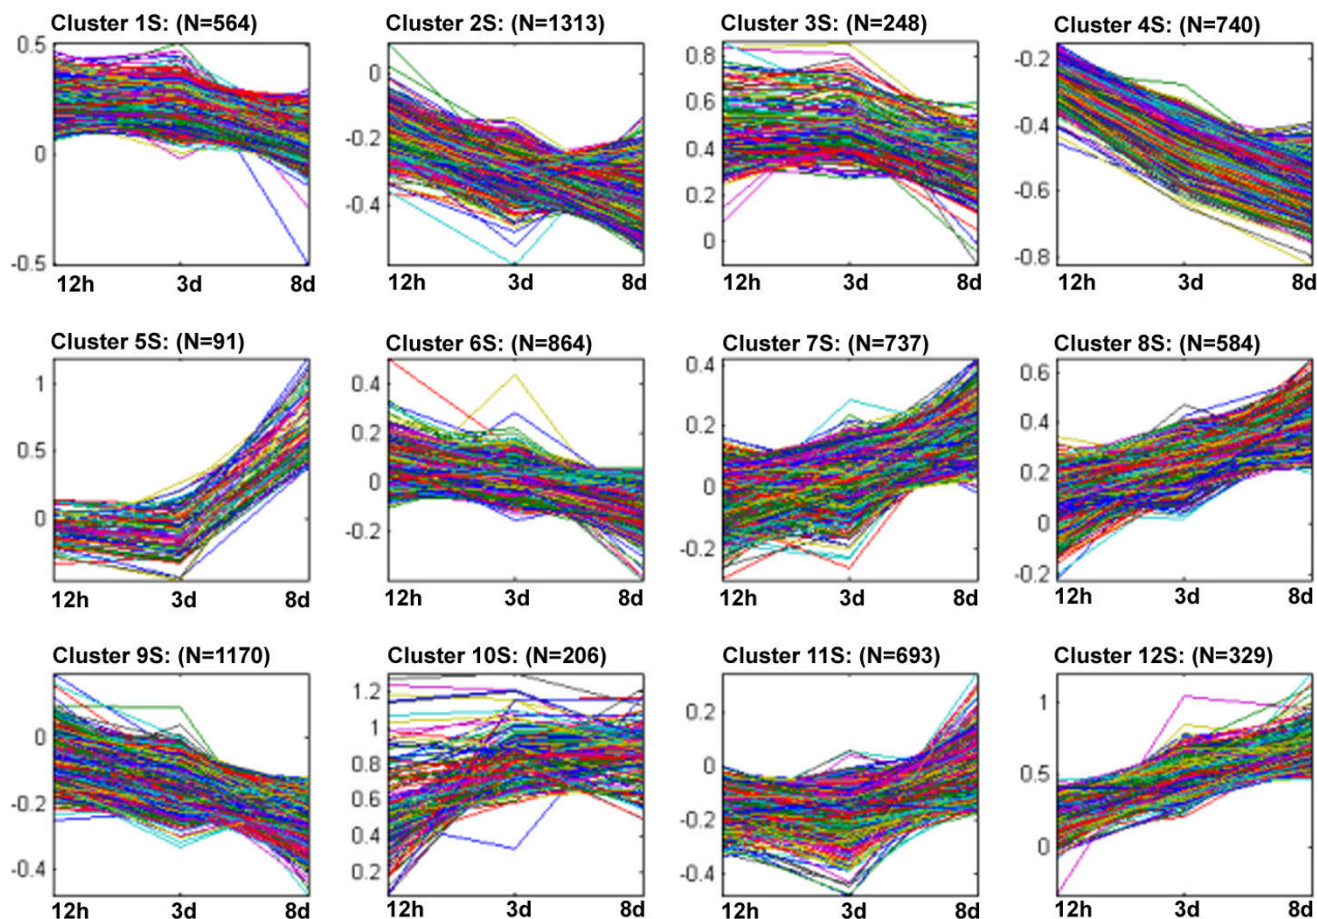 Cluster 1S: (N=564)
0.5
0
-0.5
12h 3d 8d
Cluster 2S: (N=1313)
0
-0.2
-0.4
12h 3d 8d
Cluster 3S: (N=248)
0.8
0.6
0.4
0.2
0
12h 3d 8d
Cluster 4S: (N=740)
-0.2
-0.4
-0.6
-0.8
12h 3d 8d
Cluster 5S: (N=91)
1
0.5
0
12h 3d 8d
Cluster 6S: (N=864)
0.4
0.2
0
-0.2
12h 3d 8d
Cluster 7S: (N=737)
0.4
0.2
0
-0.2
12h 3d 8d
Cluster 8S: (N=584)
0.6
0.4
0.2
0
-0.2
12h 3d 8d
Cluster 9S: (N=1170)
0
-0.2
-0.4
12h 3d 8d
Cluster 10S: (N=206)
1.2
1
0.8
0.6
0.4
0.2
12h 3d 8d
Cluster 11S: (N=693)
0.2
0
-0.2
-0.4
12h 3d 8d
Cluster 12S: (N=329)
1
0.5
0
12h 3d 8d